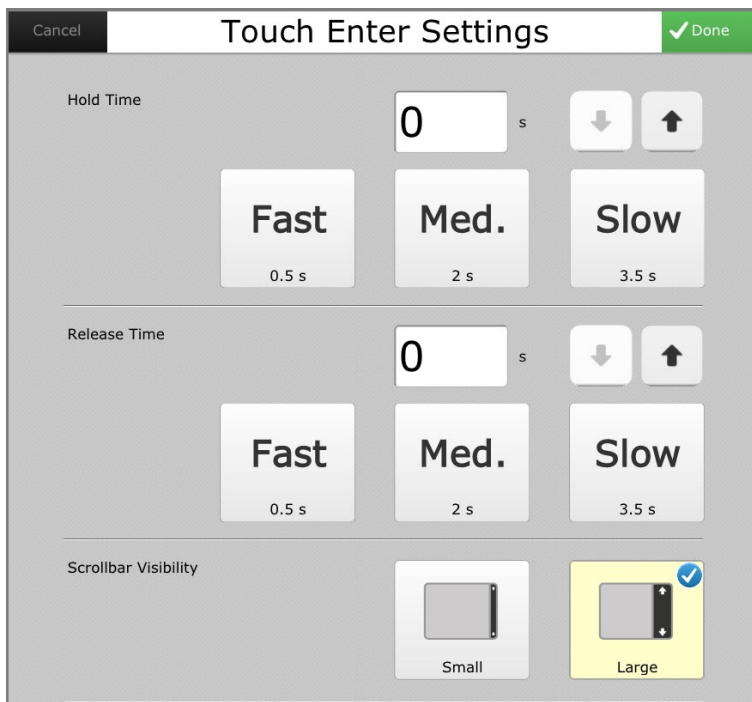 Cancel Touch Enter Settings Done
Hold Time 0 s
Fast Med. Slow
0.5 s 2 s 3.5 s
Release Time 0 s
Fast Med. Slow
0.5 s 2 s 3.5 s
Scrollbar Visibility
Small Large